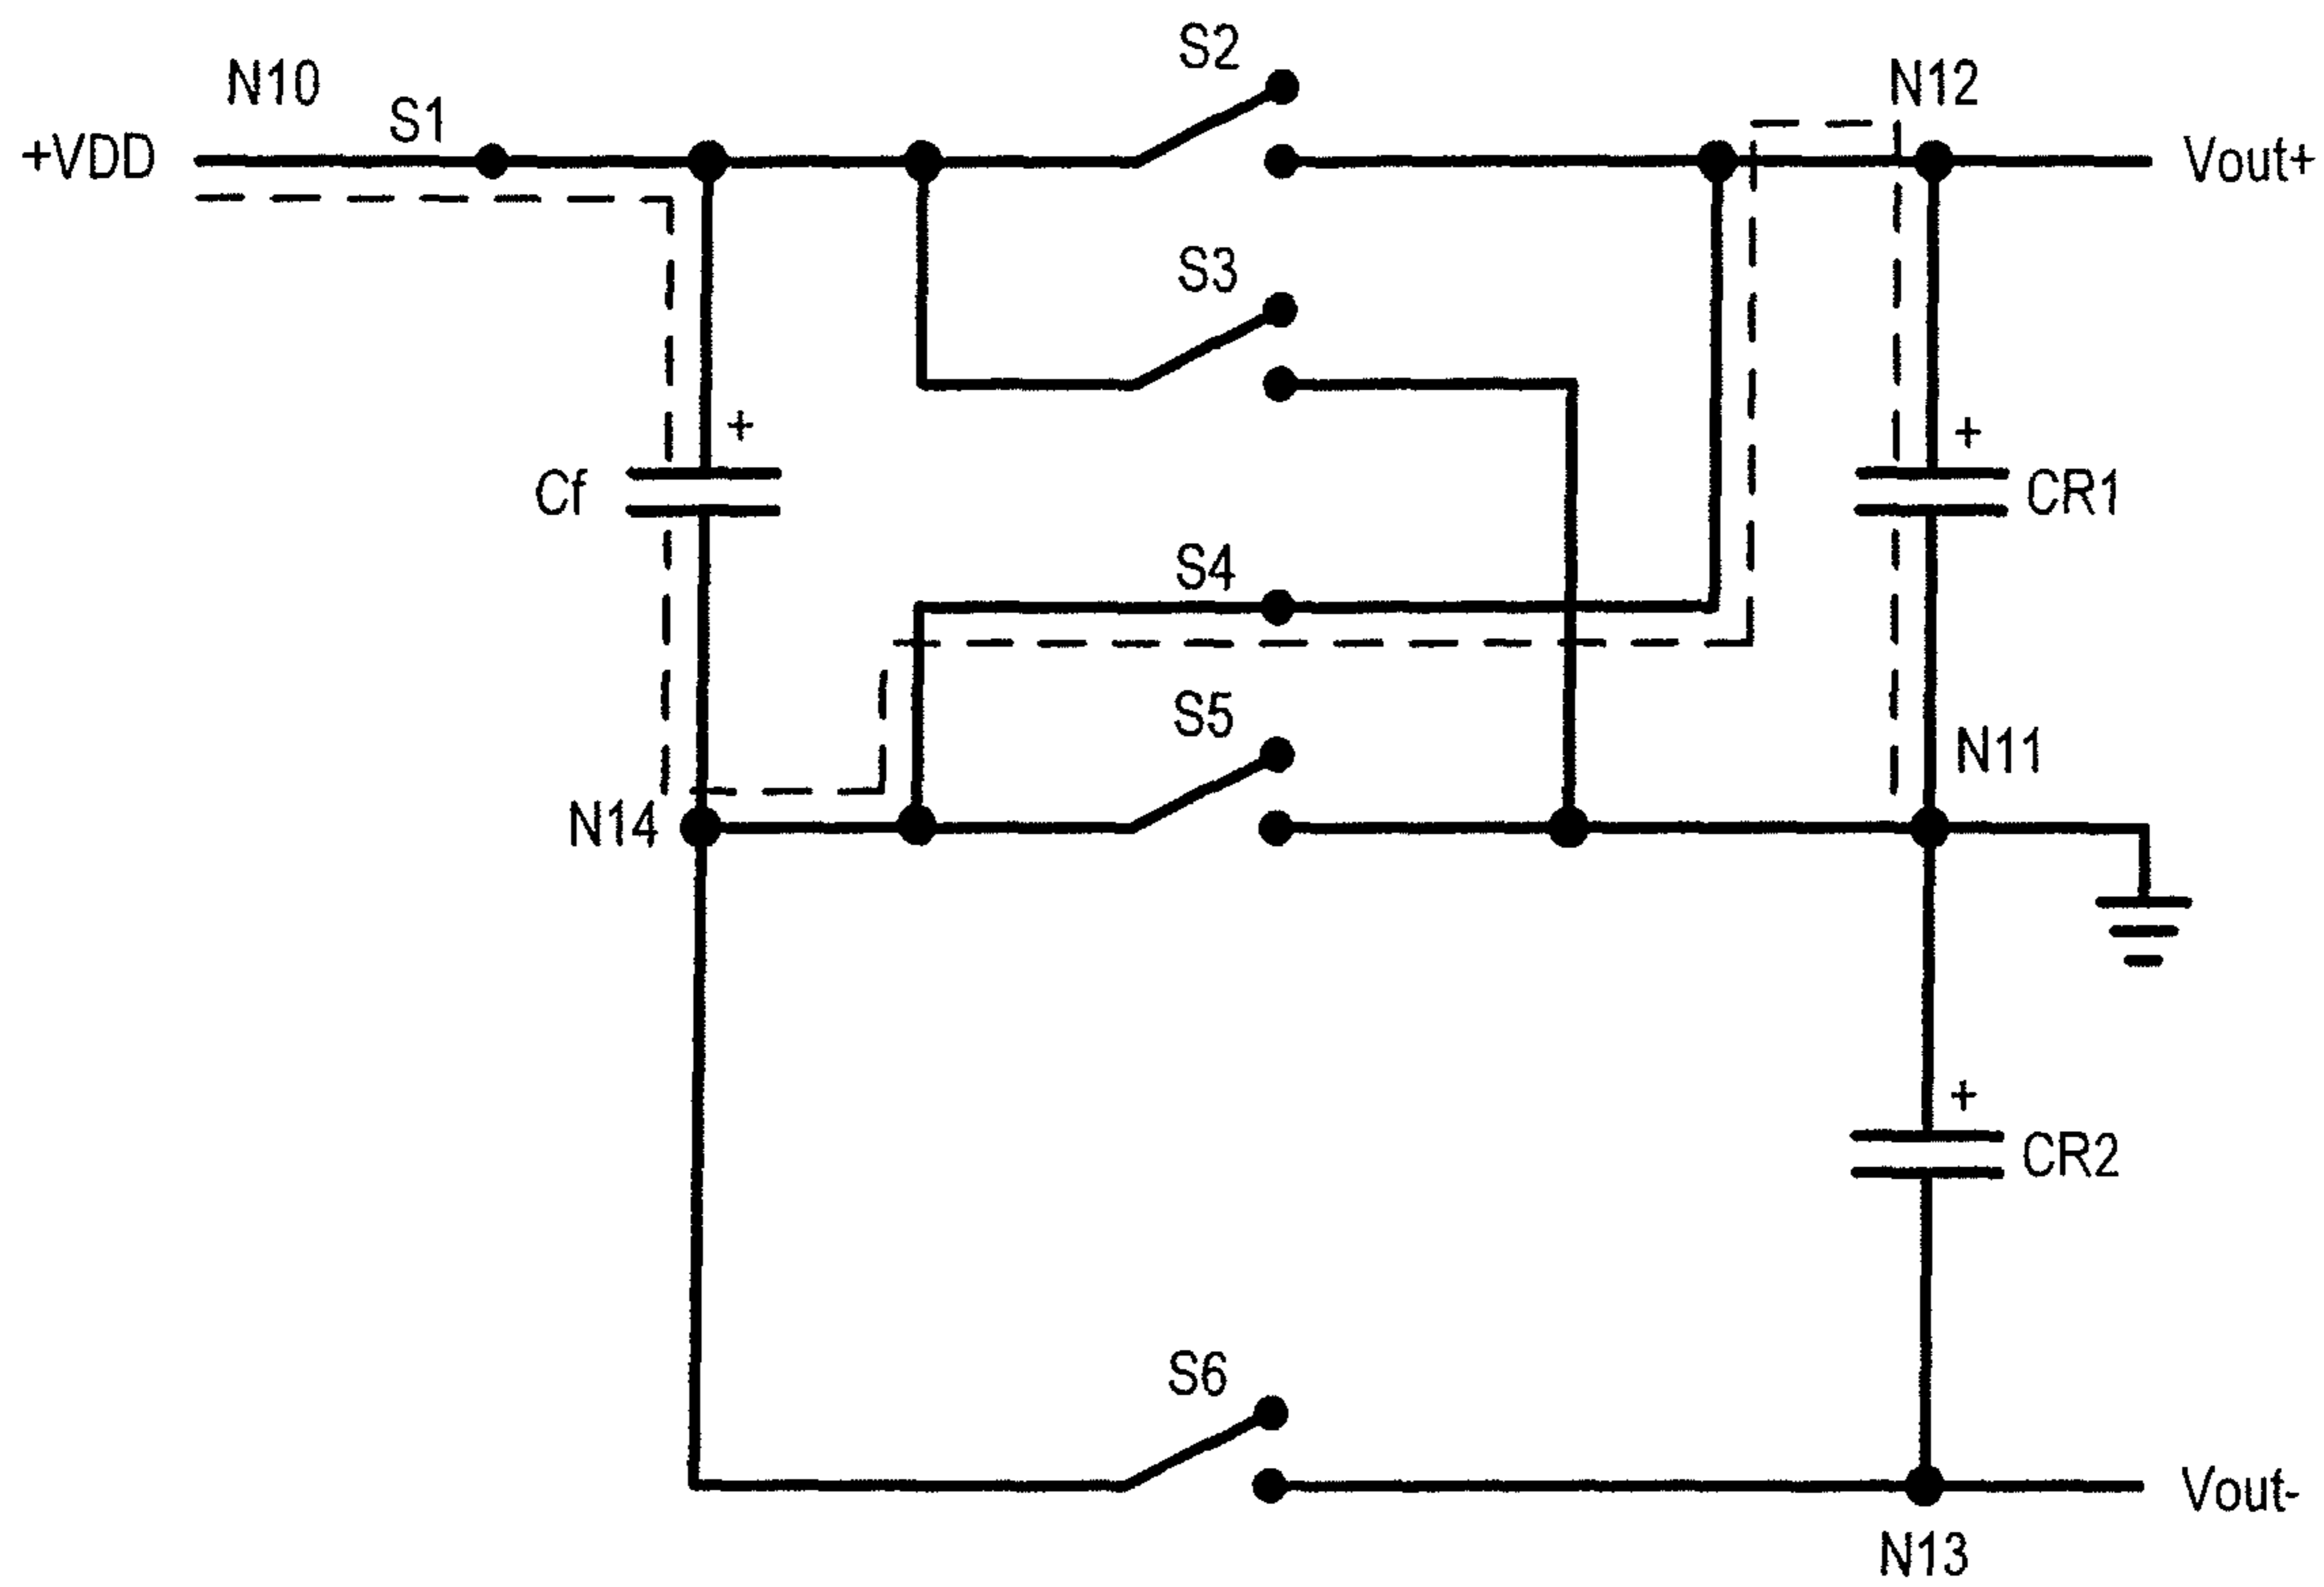 S2
N10
N12
S1
+VDD
Vout+
S3
+
+
Cf
CR1
S4
S5
N11
N14
+
CR2
S6
Vout-
N13